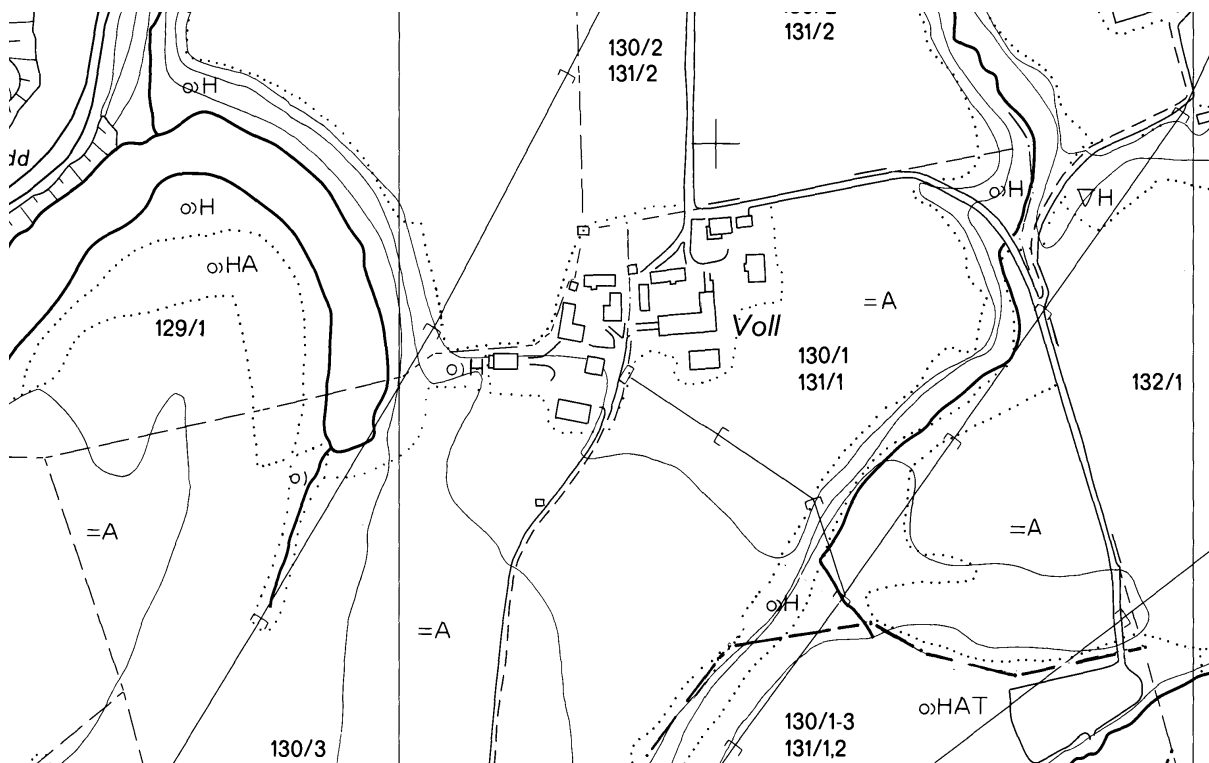 131/2
130/2
131/2
H
dd
H
H
H
HA
=A
129/1
Voll
130/1
131/1
132/1
H
=A
=A
H
=A
HAT
130/1-3
131/1,2
130/3